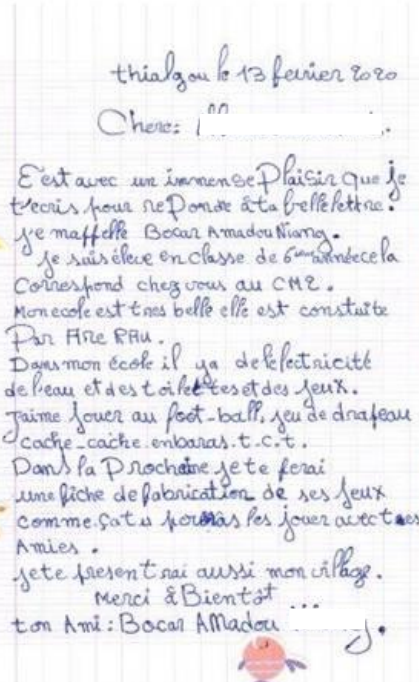 thialgou le 13 fevrier 2020
Chere:
C'est avec un immense Plaisir que je
t'ecris pour rePondre â ta belle lettre.
je mappelle Bocar Amadou Niang.
je suis éleve en classe de 6eme année cela
Correspond chez vous au CM2.
Mon ecole est tres belle elle est constuite
Par
Dans mon école il ya de l'electricité
de l'eau et des toilettes et des jeux.
J'aime Jouer au foot-ball, jeu de drapeau
cache-cache.enbaras.t.c.t.
Dans la Prochaine je te ferai
une fiche de fabrication de ses jeux
comme ça tu pourras les jouer avec tes
Amies.
je te presentrai aussi mon village.
Merci à Bientôt
ton Ami: Bocar AMadou